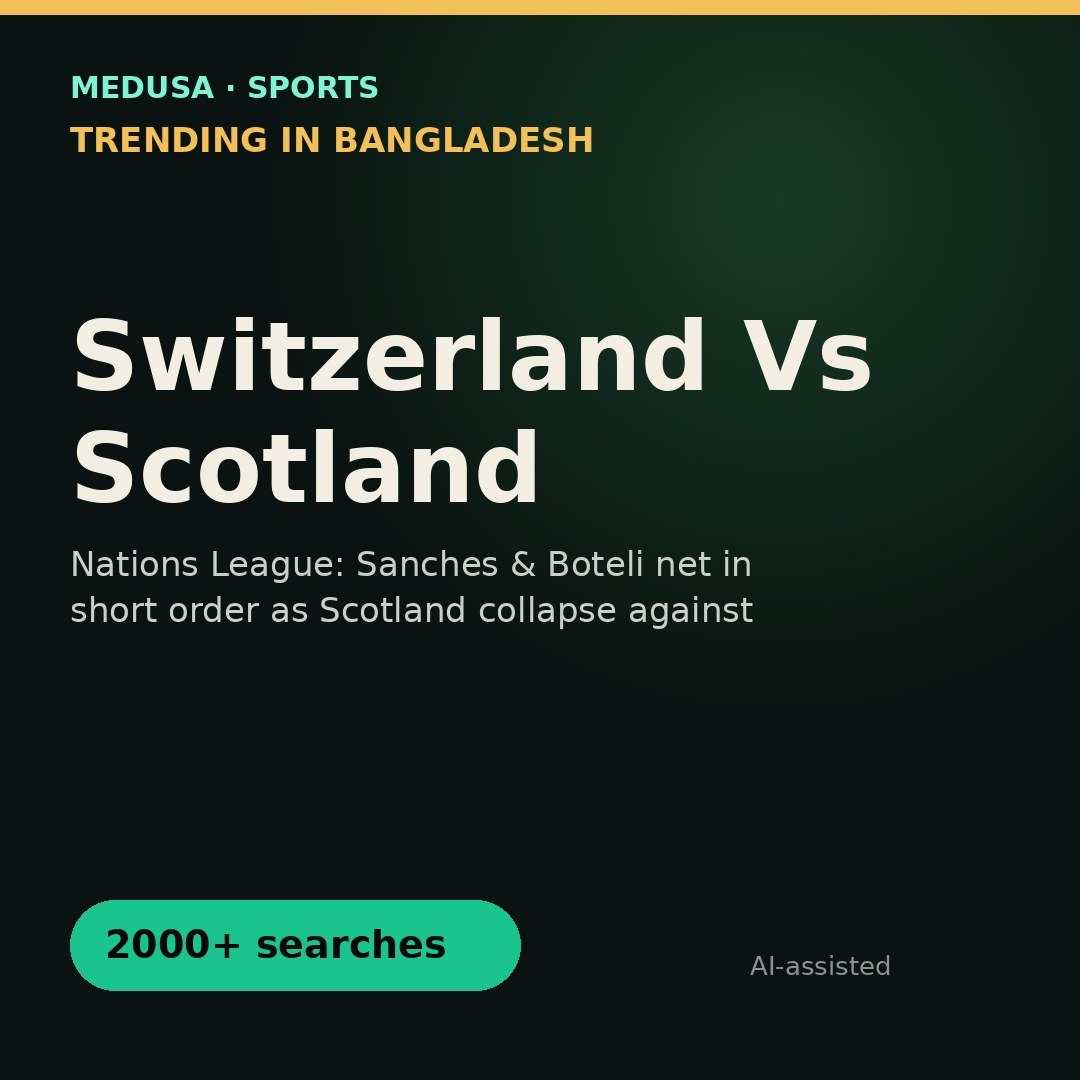 MEDUSA · SPORTS
TRENDING IN BANGLADESH
Switzerland Vs
Scotland
Nations League: Sanches & Boteli net in
short order as Scotland collapse against
2000+ searches
AI-assisted